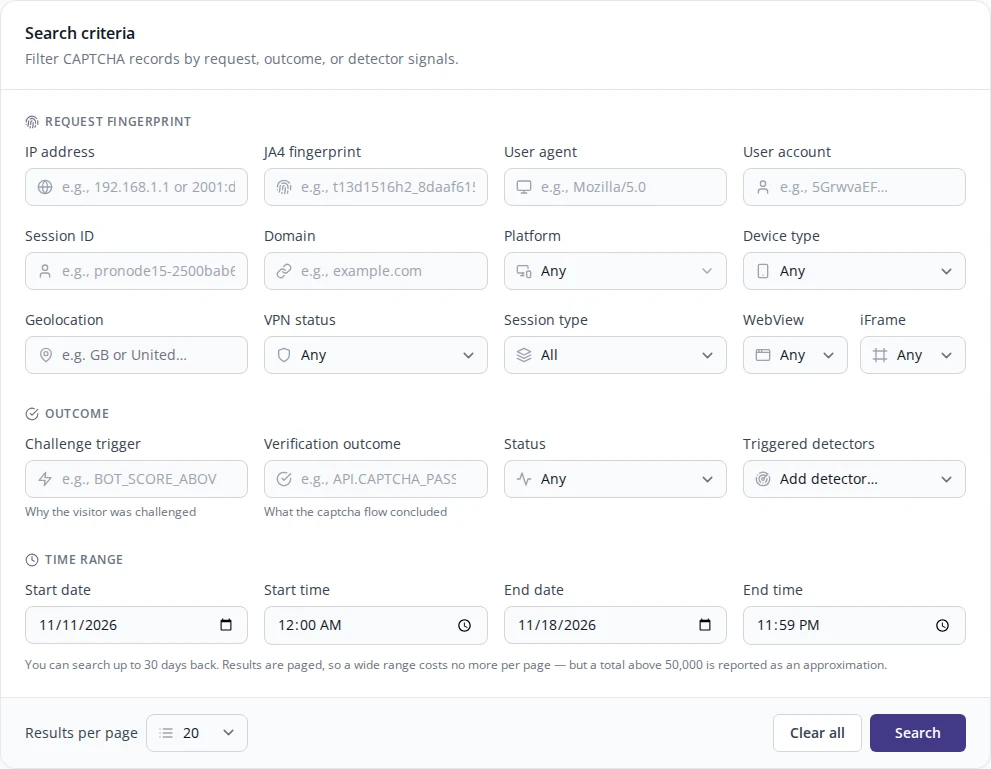 Search criteria
Filter CAPTCHA records by request, outcome, or detector signals.
REQUEST FINGERPRINT
IP address JA4 fingerprint User agent User account
e.g., 192.168.1.1 or 2001:d e.g., t13d1516h2_8daaf61! e.g., Mozilla/5.0 e.g., 5GrwvaEF...
Session ID Domain Platform Device type
e.g., pronode15-2500bab6 e.g., example.com Any Any
Geolocation VPN status Session type WebView iFrame
e.g. GB or United... Any All Any Any
OUTCOME
Challenge trigger Verification outcome Status Triggered detectors
e.g., BOT_SCORE_ABOV e.g., API.CAPTCHA_PASS Any Add detector...
Why the visitor was challenged What the captcha flow concluded
TIME RANGE
Start date Start time End date End time
11/11/2026 12:00 AM 11/18/2026 11:59 PM
You can search up to 30 days back. Results are paged, so a wide range costs no more per page — but a total above 50,000 is reported as an approximation.
Results per page 20 Clear all Search